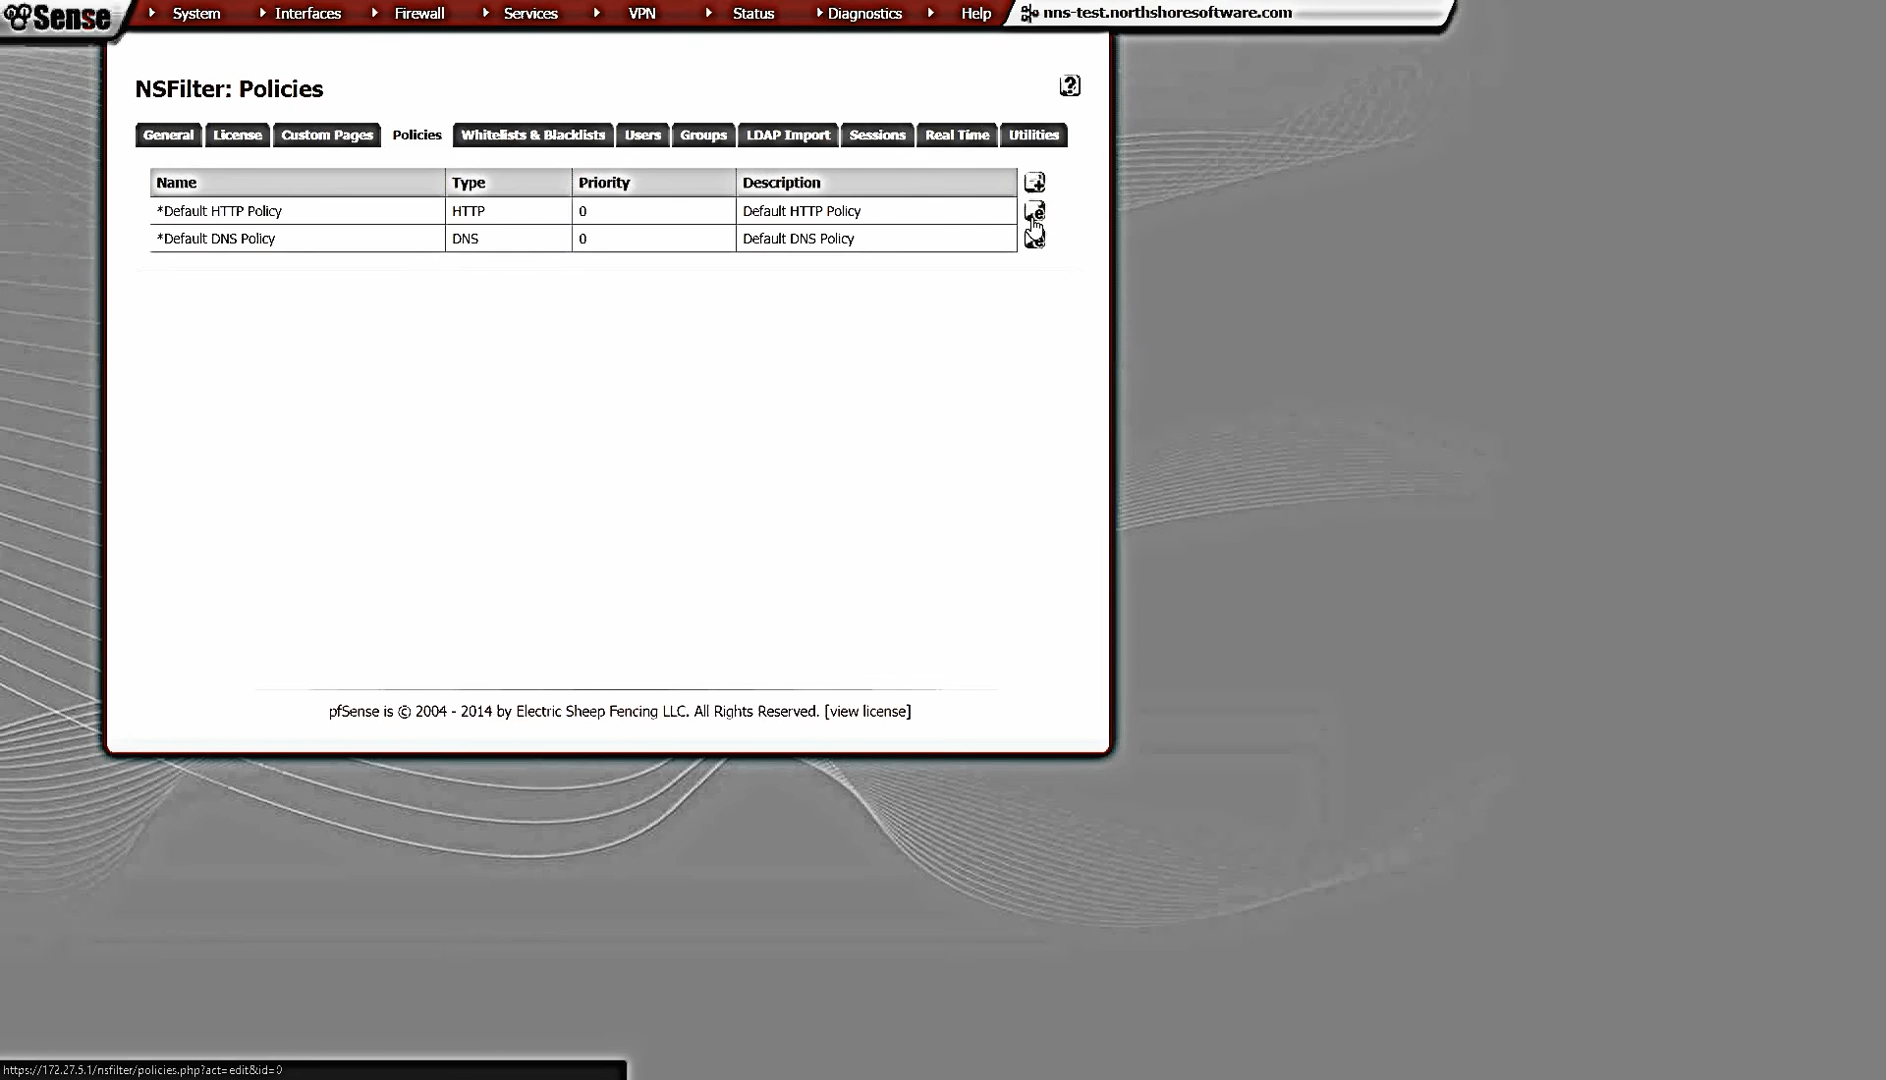 Sense System Interfaces Firewall Services VPN Status Diagnostics Help nns-test.northshoresoftware.com
NSFilter: Policies
General License Custom Pages Policies Whitelists & Blacklists Users Groups LDAP Import Sessions Real Time Utilities
Name Type Priority Description
*Default HTTP Policy HTTP 0 Default HTTP Policy
*Default DNS Policy DNS 0 Default DNS Policy
pfSense is © 2004 - 2014 by Electric Sheep Fencing LLC. All Rights Reserved. [view license]
https://172.27.5.1/nsfilter/policies.php?act=edit&id=0